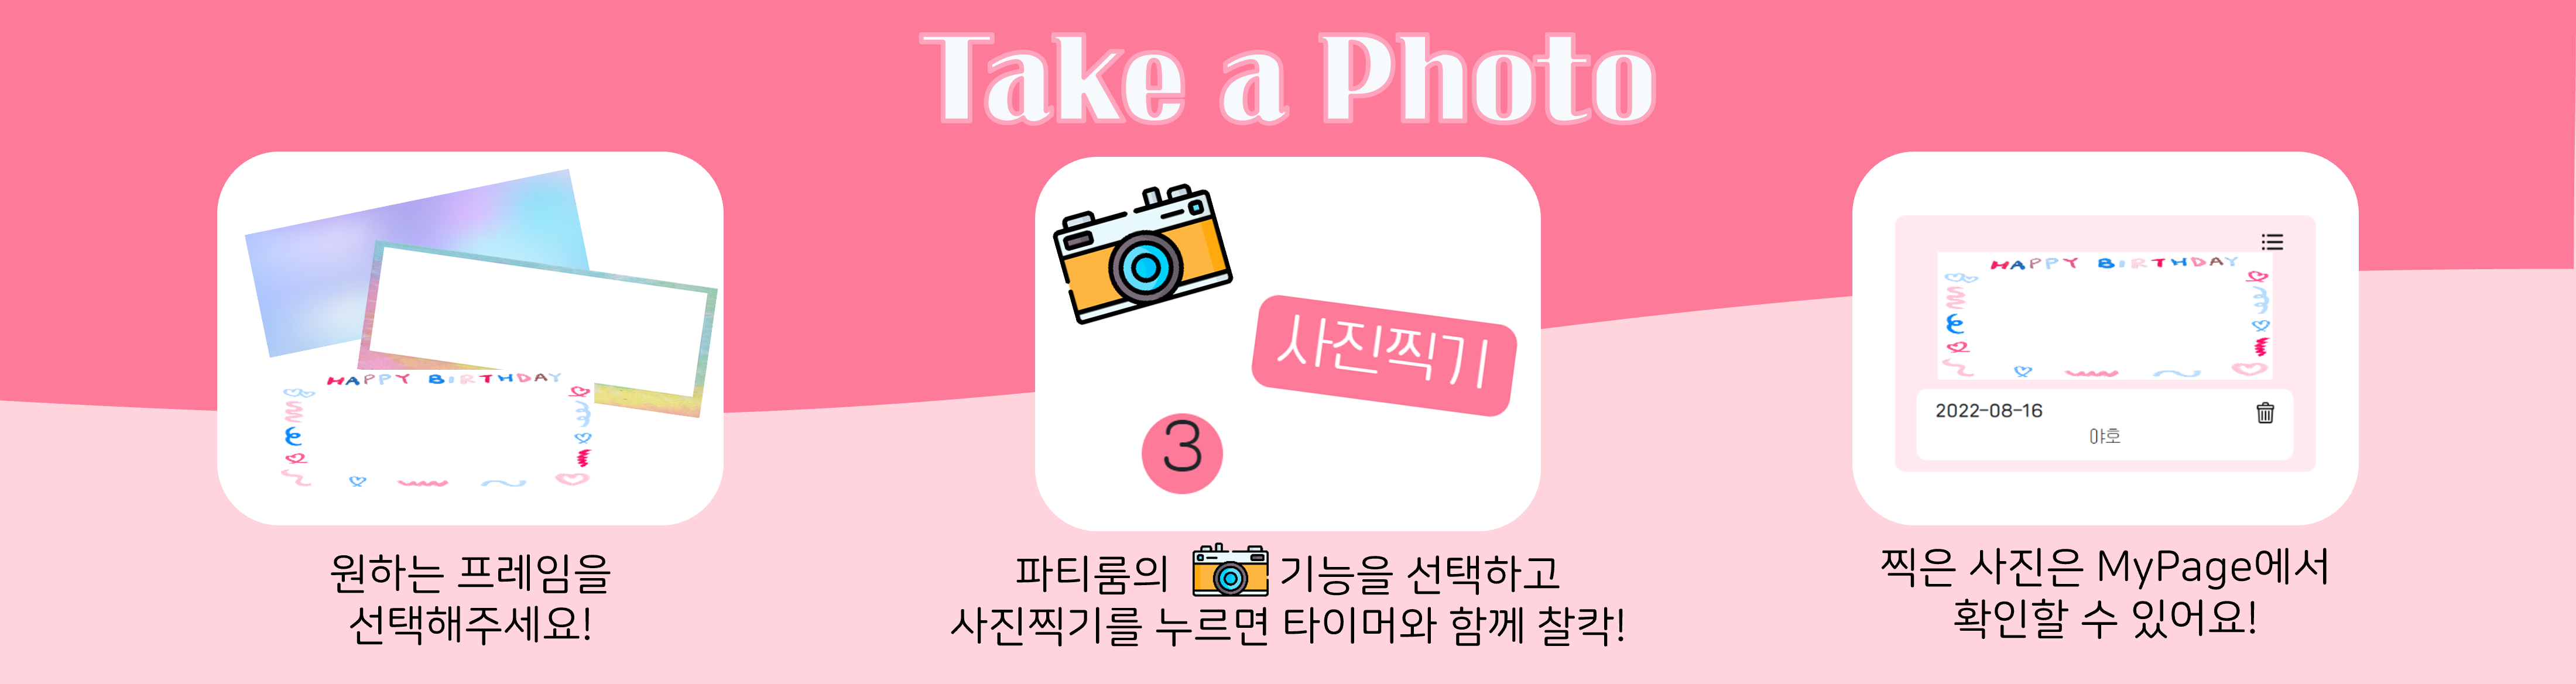 Take a Photo
HAPPY BIRTHDAY
원하는 프레임을
선택해주세요!
사진찍기
3
파티룸의 기능을 선택하고
사진찍기를 누르면 타이머와 함께 찰칵!
HAPPY BIRTHDAY
2022-08-16
야호
찍은 사진은 MyPage에서
확인할 수 있어요!